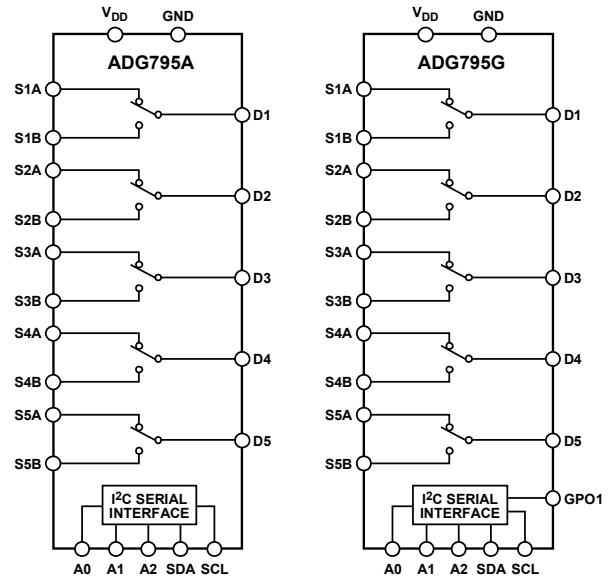 VDD GND
ADG795A
S1A
D1
S1B
S2A
D2
S2B
S3A
D3
S3B
S4A
D4
S4B
S5A
D5
S5B
I2C SERIAL
INTERFACE
A0 A1 A2 SDA SCL
VDD GND
ADG795G
S1A
D1
S1B
S2A
D2
S2B
S3A
D3
S3B
S4A
D4
S4B
S5A
D5
S5B
I2C SERIAL
INTERFACE
GPO1
A0 A1 A2 SDA SCL